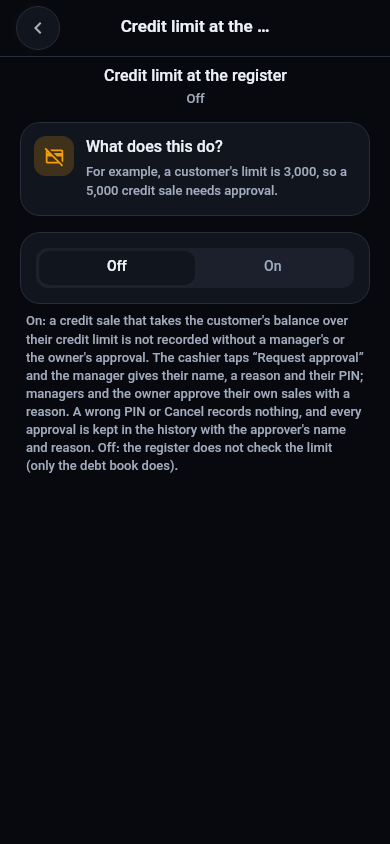 Credit limit at the …
Credit limit at the register
Off
What does this do?
For example, a customer's limit is 3,000, so a
5,000 credit sale needs approval.
Off
On
On: a credit sale that takes the customer's balance over
their credit limit is not recorded without a manager's or
the owner's approval. The cashier taps “Request approval”
and the manager gives their name, a reason and their PIN;
managers and the owner approve their own sales with a
reason. A wrong PIN or Cancel records nothing, and every
approval is kept in the history with the approver's name
and reason. Off: the register does not check the limit
(only the debt book does).